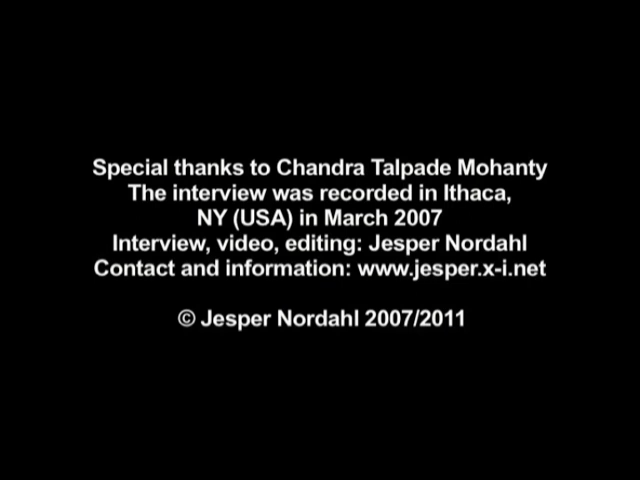 Special thanks to Chandra Talpade Mohanty
The interview was recorded in Ithaca,
NY (USA) in March 2007
Interview, video, editing: Jesper Nordahl
Contact and information: www.jesper.x-i.net
© Jesper Nordahl 2007/2011